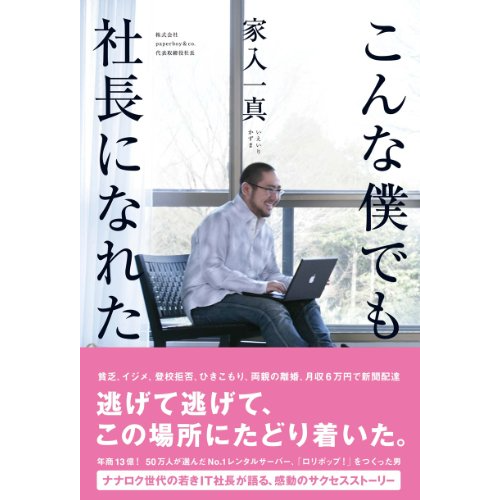 こんな僕でも
社長になれた
家入一真
いえいり
かずま
株式会社
paperboy&co.
代表取締役社長
貧乏、イジメ、登校拒否、ひきこもり、両親の離婚、月収6万円で新聞配達
逃げて逃げて、
この場所にたどり着いた。
年商13億! 50万人が選んだNo.1レンタルサーバー、「ロリポップ!」をつくった男
ナナロク世代の若きIT社長が語る、感動のサクセスストーリー